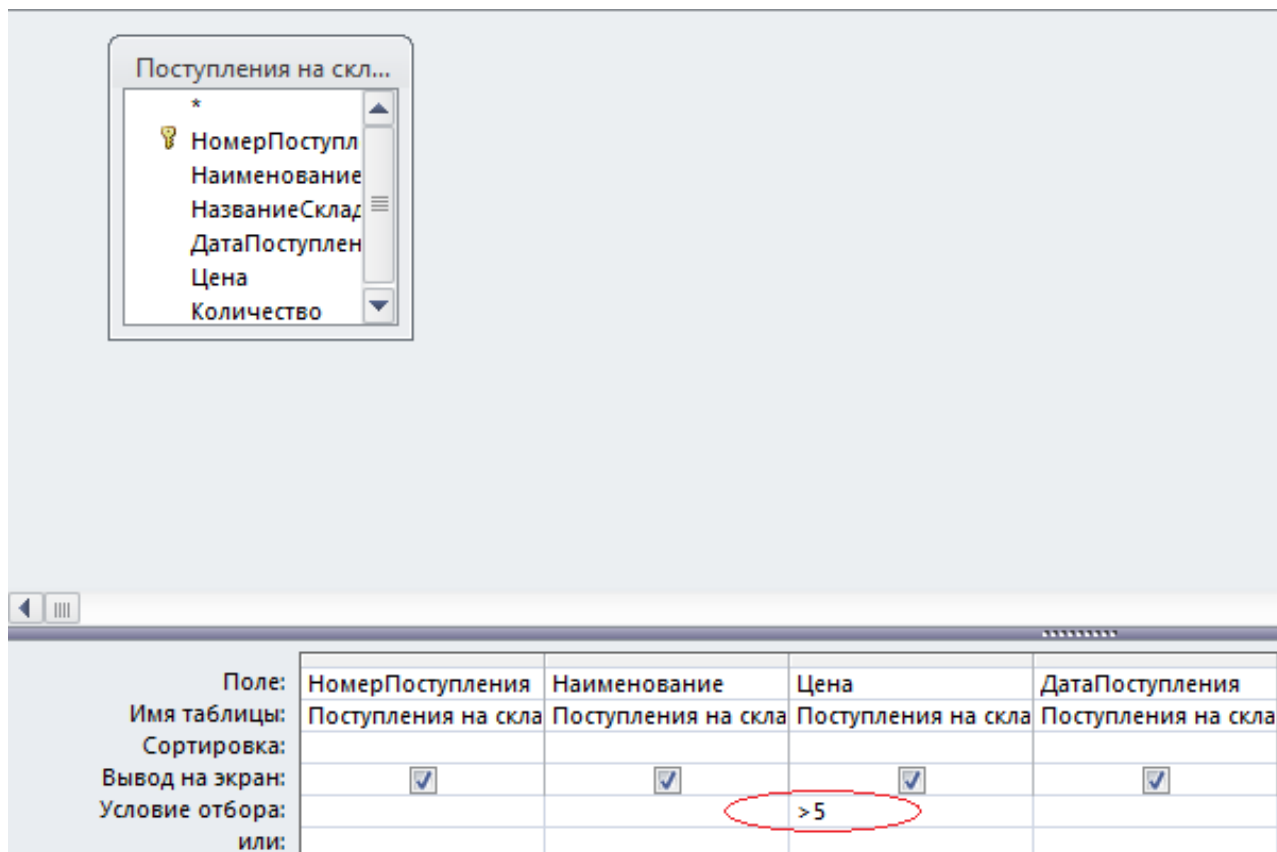 Поступления на скл...
*
НомерПоступл
Наименование
НазваниеСклад
ДатаПоступлен
Цена
Количество
Поле: НомерПоступления Наименование Цена ДатаПоступления
Имя таблицы: Поступления на скла Поступления на скла Поступления на скла Поступления на скла
Сортировка:
Вывод на экран:
Условие отбора: >5
или: